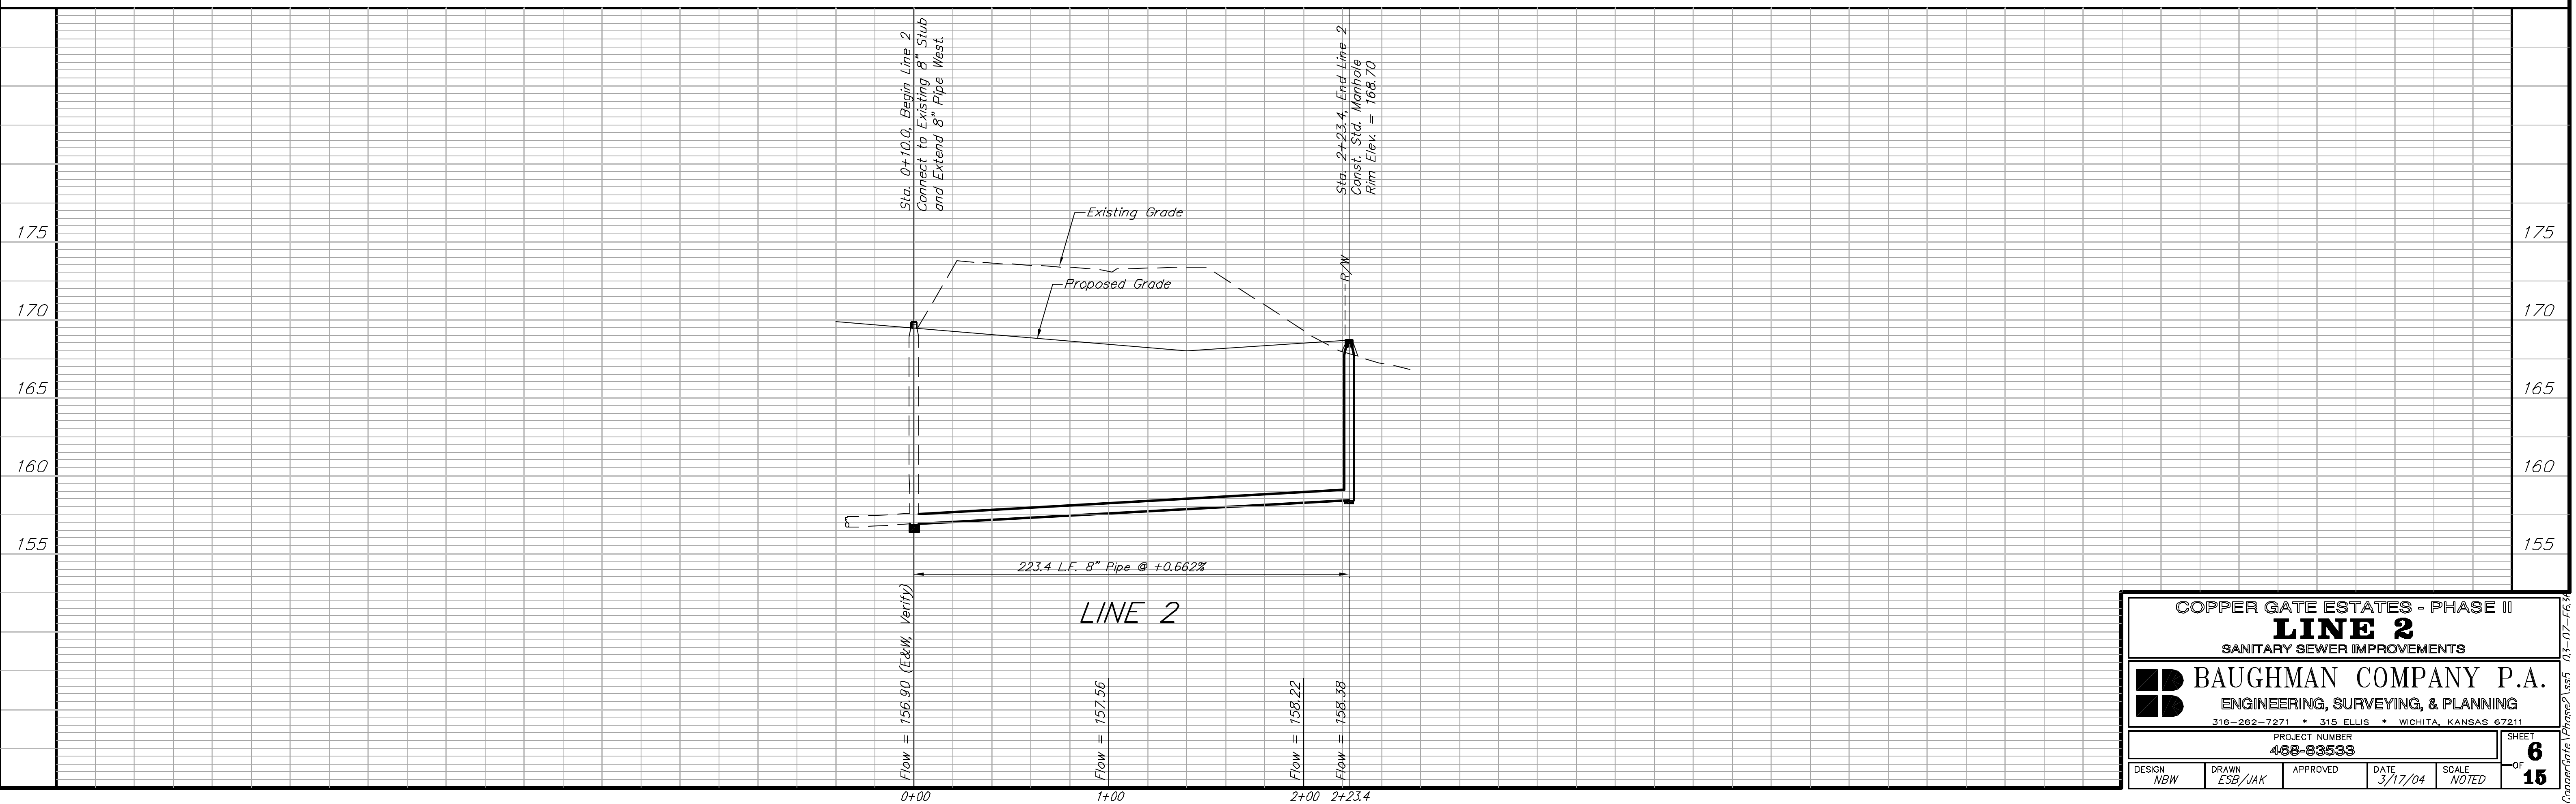 Sta. 0+10.0, Begin Line 2
Connect to Existing 8" Stub
and Extend 8" Pipe West.
Sta. 2+23.4, End Line 2
Const. Std. Manhole
Rim Elev. = 168.70
Existing Grade
Proposed Grade
R/W
175
175
170
170
165
165
160
160
155
155
223.4 L.F. 8" Pipe @ +0.662%
LINE 2
Flow = 156.90 (E&W, Verify)
Flow = 157.56
Flow = 158.22
Flow = 158.38
0+00
1+00
2+00
2+23.4
COPPER GATE ESTATES - PHASE II
LINE 2
SANITARY SEWER IMPROVEMENTS
BAUGHMAN COMPANY P.A.
ENGINEERING, SURVEYING, & PLANNING
316-262-7271 * 315 ELLIS * WICHITA, KANSAS 67211
PROJECT NUMBER
468-83533
SHEET
6
OF
15
DESIGN
NBW
DRAWN
ESB/JAK
APPROVED
DATE
3/17/04
SCALE
NOTED
CopperGate\Phase2\ss5